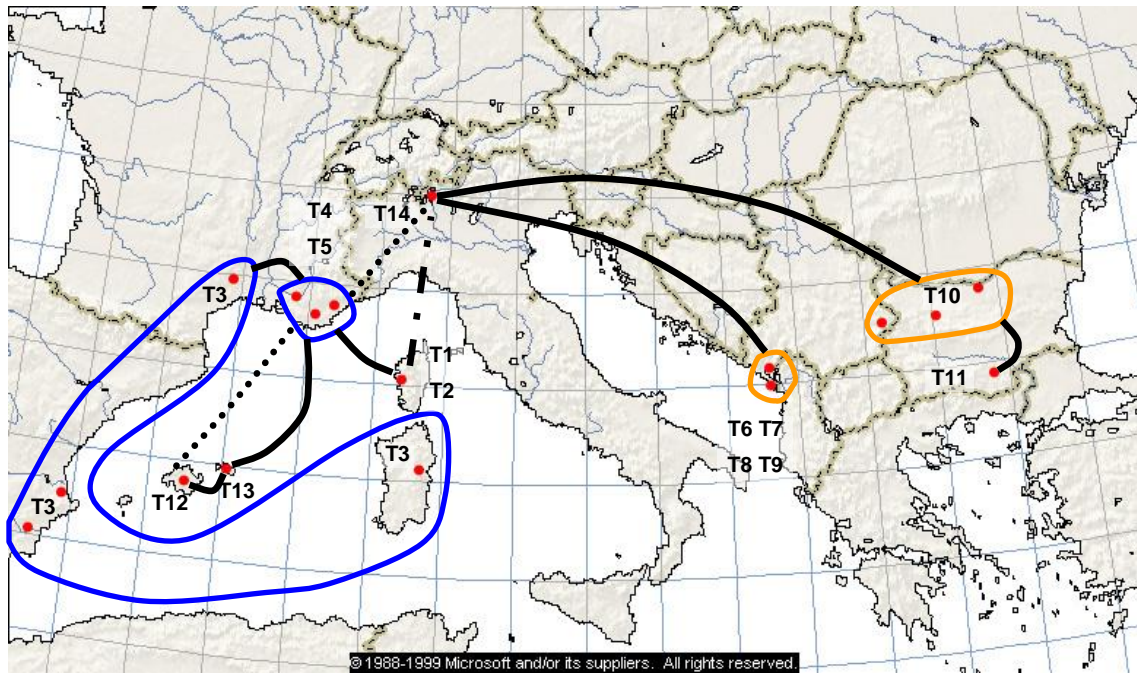 T4
T14
T5
T3
T10
T1
T11
T2
T6 T7
T3
T8 T9
T13
T12
T3
© 1988-1999 Microsoft and/or its suppliers. All rights reserved.